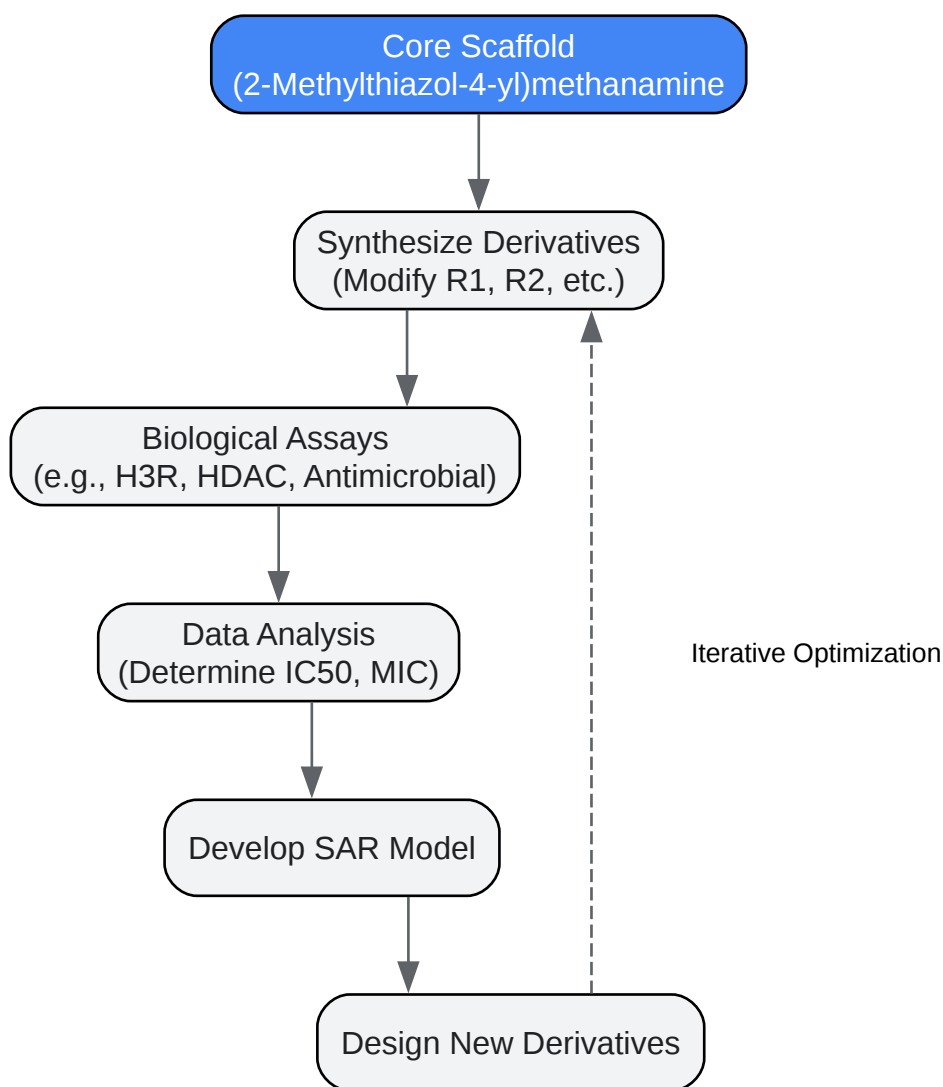 Core Scaffold
(2-Methylthiazol-4-yl)methanamine
Synthesize Derivatives
(Modify R1, R2, etc.)
Biological Assays
(e.g., H3R, HDAC, Antimicrobial)
Data Analysis
(Determine IC50, MIC)
Iterative Optimization
Develop SAR Model
Design New Derivatives